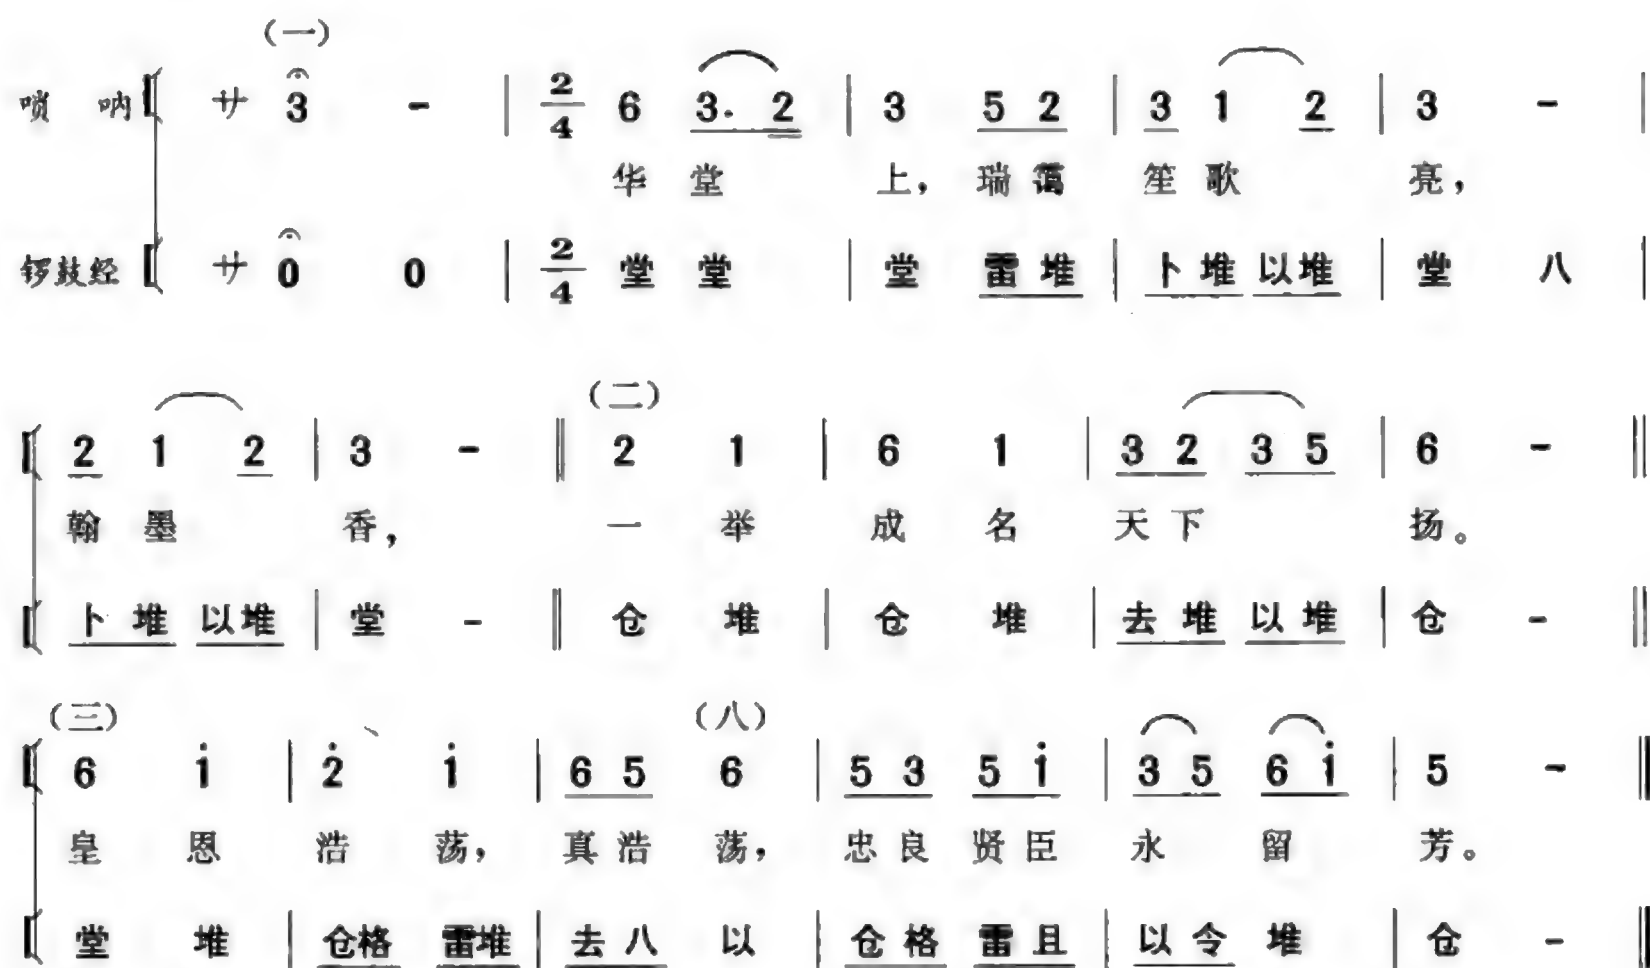 （一）
唢 呐 サ 3 - | 2/4 6 3. 2 | 3 5 2 | 3 1 2 | 3 - |
华 堂 上， 瑞 霭 笙 歌 亮，
锣鼓经 サ 0 0 | 2/4 堂 堂 | 堂 雷 堆 | 卜 堆 以 堆 | 堂 八 |
（二）
2 1 2 | 3 - ‖ 2 1 | 6 1 | 3 2 3 5 | 6 - ‖
翰 墨 香， 一 举 成 名 天 下 扬。
卜 堆 以 堆 | 堂 - ‖ 仓 堆 | 仓 堆 | 去 堆 以 堆 | 仓 - ‖
（三） （八）
6 i | 2̇ i | 6 5 6 | 5 3 5 i | 3 5 6 i | 5 - ‖
皇 恩 浩 荡， 真 浩 荡， 忠 良 贤 臣 永 留 芳。
堂 堆 | 仓 格 雷 堆 | 去 八 以 | 仓 格 雷 且 | 以 令 堆 | 仓 - ‖